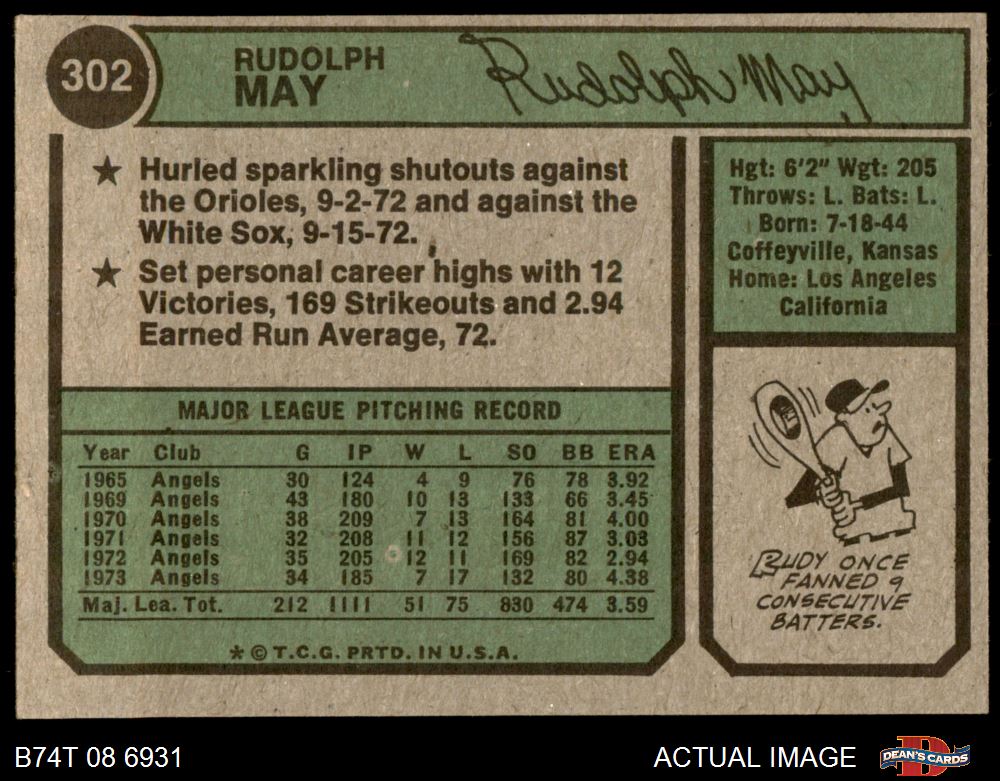 302
RUDOLPH
MAY
Rudolph May
★ Hurled sparkling shutouts against
the Orioles, 9-2-72 and against the
White Sox, 9-15-72.
★ Set personal career highs with 12
Victories, 169 Strikeouts and 2.94
Earned Run Average, 72.
Hgt: 6'2" Wgt: 205
Throws: L. Bats: L.
Born: 7-18-44
Coffeyville, Kansas
Home: Los Angeles
California
MAJOR LEAGUE PITCHING RECORD
Year Club G IP W L SO BB ERA
1965 Angels 30 124 4 9 76 78 3.92
1969 Angels 43 180 10 13 133 66 3.45
1970 Angels 38 209 7 13 164 81 4.00
1971 Angels 32 208 11 12 156 87 3.03
1972 Angels 35 205 12 11 169 82 2.94
1973 Angels 34 185 7 17 132 80 4.38
Maj. Lea. Tot. 212 1111 51 75 830 474 3.59
* © T.C.G. PRTD. IN U.S.A.
RUDY ONCE
FANNED 9
CONSECUTIVE
BATTERS.
B74T 08 6931
ACTUAL IMAGE
DEAN'S CARDS